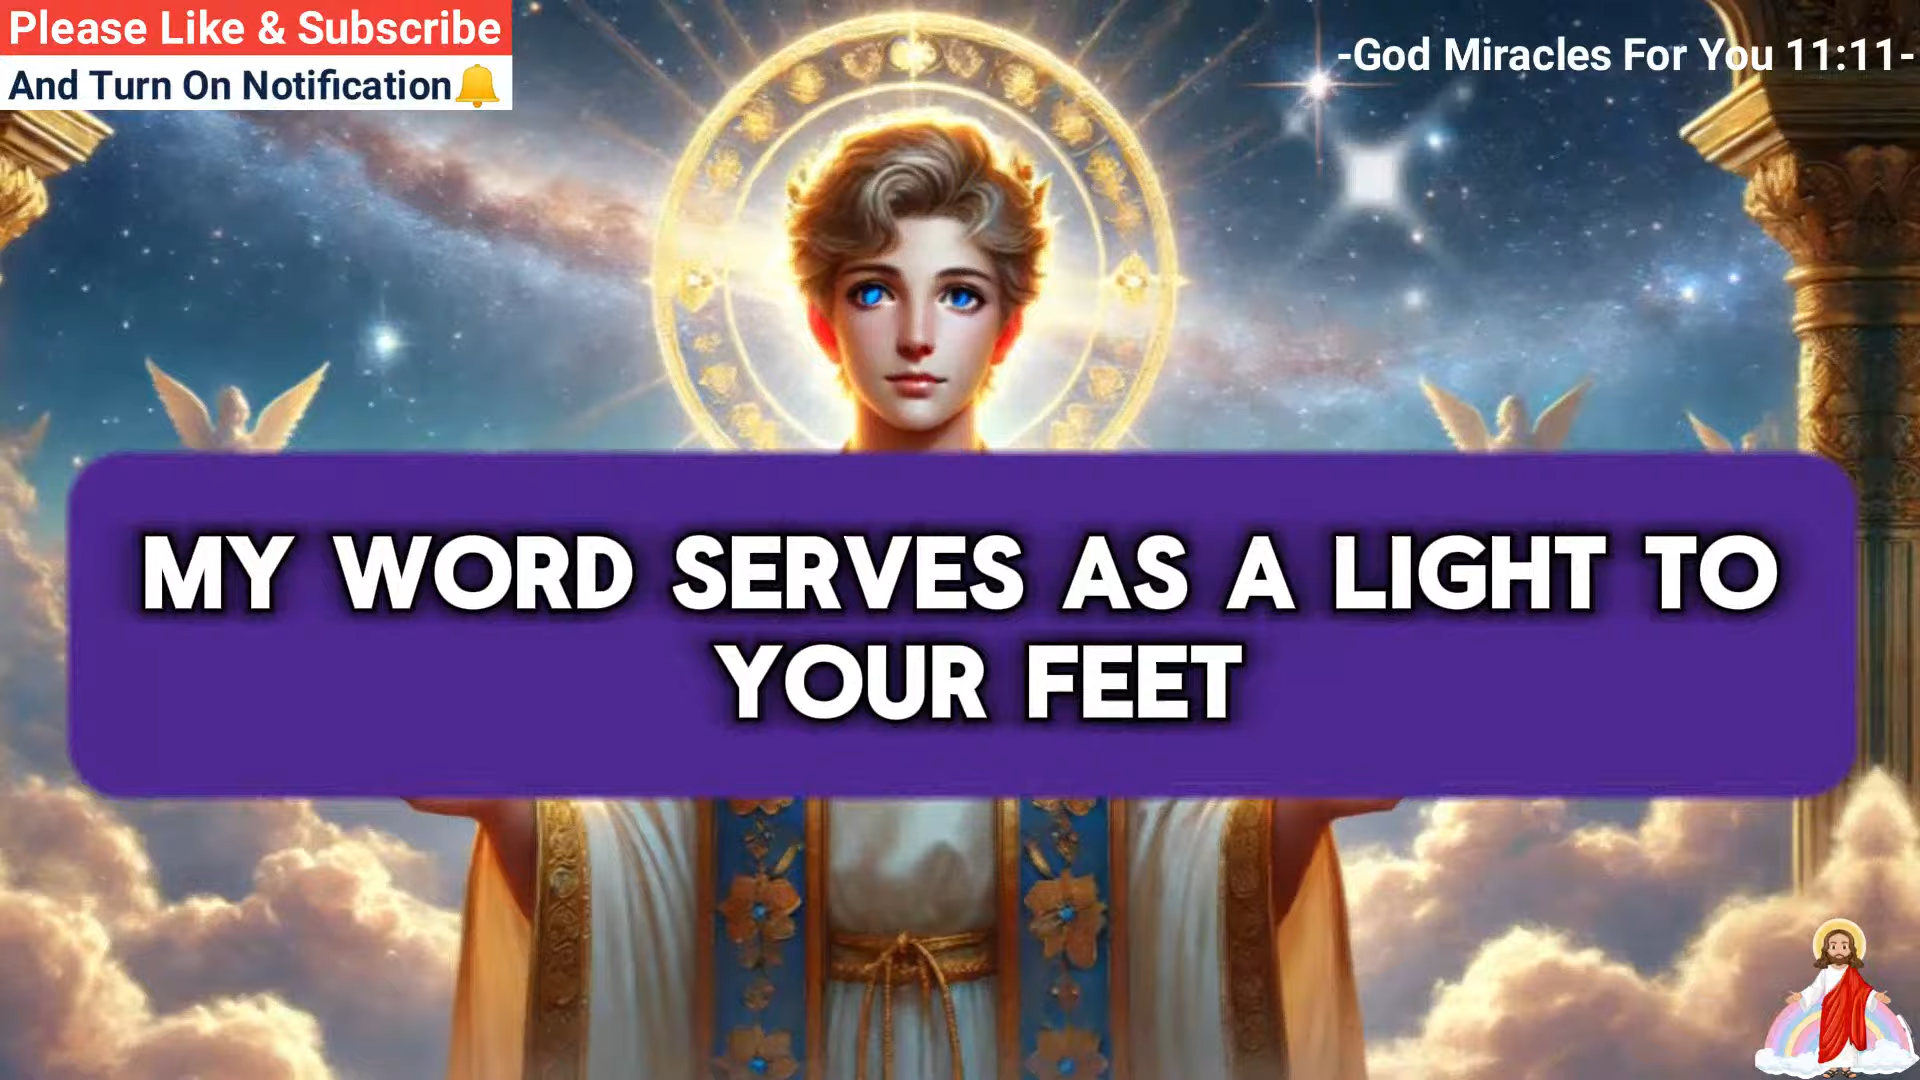 Please Like & Subscribe
And Turn On Notification🔔
-God Miracles For You 11:11-
MY WORD SERVES AS A LIGHT TO
YOUR FEET